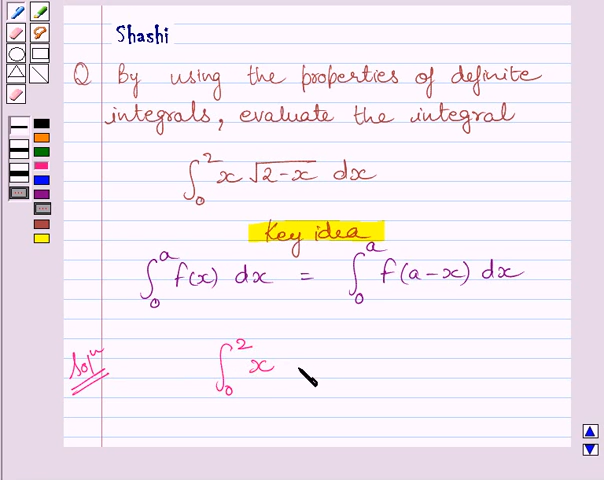 Shashi
Q By using the properties of definite
integrals, evaluate the integral
∫₀² x √(2-x) dx
Key idea
∫₀ᵃ f(x) dx = ∫₀ᵃ f(a-x) dx
Solⁿ ∫₀² x